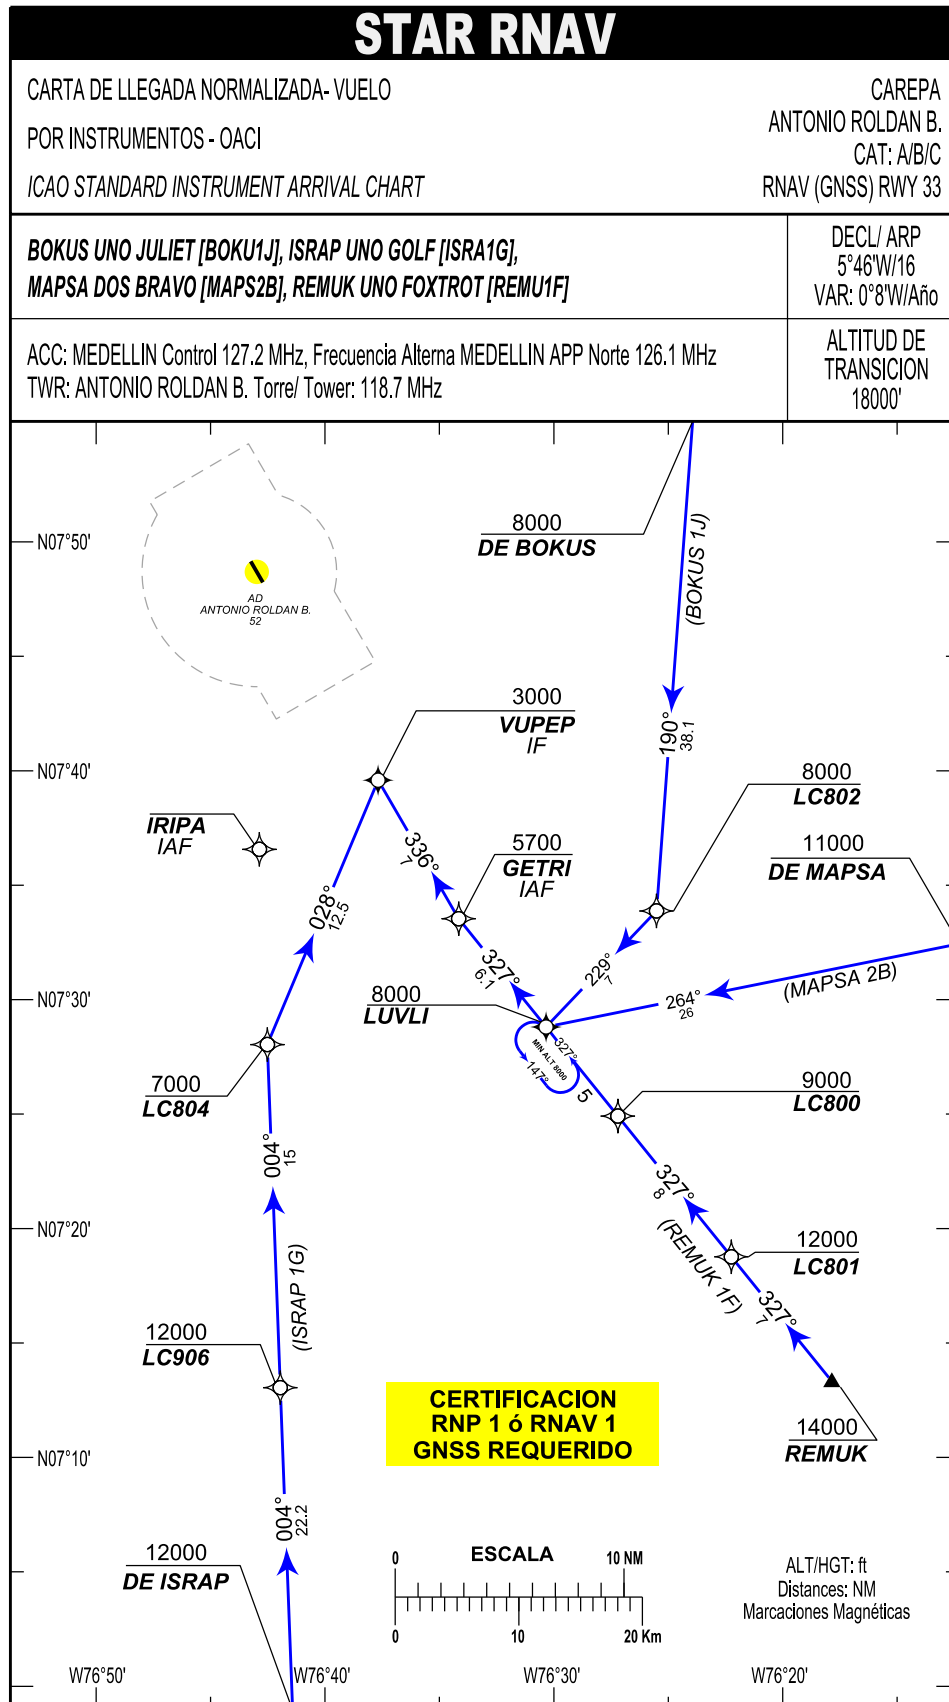 STAR RNAV
CARTA DE LLEGADA NORMALIZADA- VUELO
POR INSTRUMENTOS - OACI
ICAO STANDARD INSTRUMENT ARRIVAL CHART
CAREPA
ANTONIO ROLDAN B.
CAT: A/B/C
RNAV (GNSS) RWY 33
BOKUS UNO JULIET [BOKU1J], ISRAP UNO GOLF [ISRA1G],
MAPSA DOS BRAVO [MAPS2B], REMUK UNO FOXTROT [REMU1F]
DECL/ ARP
5°46'W/16
VAR: 0°8'W/Año
ACC: MEDELLIN Control 127.2 MHz, Frecuencia Alterna MEDELLIN APP Norte 126.1 MHz
TWR: ANTONIO ROLDAN B. Torre/ Tower: 118.7 MHz
ALTITUD DE
TRANSICION
18000'
8000
DE BOKUS
(BOKUS 1J)
N07°50'
AD
ANTONIO ROLDAN B.
52
3000
VUPEP
IF
190°
38.1
N07°40'
8000
LC802
IRIPA
IAF
336°
7
5700
GETRI
IAF
11000
DE MAPSA
028°
12.5
327°
6.1
229°
7
(MAPSA 2B)
264°
26
N07°30'
8000
LUVLI
327°
MIN ALT 8000
147°
5
7000
LC804
9000
LC800
004°
15
327°
8
N07°20'
(REMUK 1F)
12000
LC801
(ISRAP 1G)
327°
7
12000
LC906
CERTIFICACION
RNP 1 ó RNAV 1
GNSS REQUERIDO
14000
REMUK
N07°10'
004°
22.2
12000
DE ISRAP
0
ESCALA
10 NM
0
10
20 Km
ALT/HGT: ft
Distances: NM
Marcaciones Magnéticas
W76°50'
W76°40'
W76°30'
W76°20'